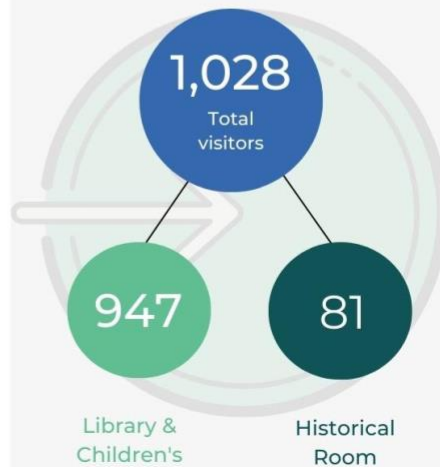 1,028
Total
visitors
947
81
Library &
Children's
Historical
Room